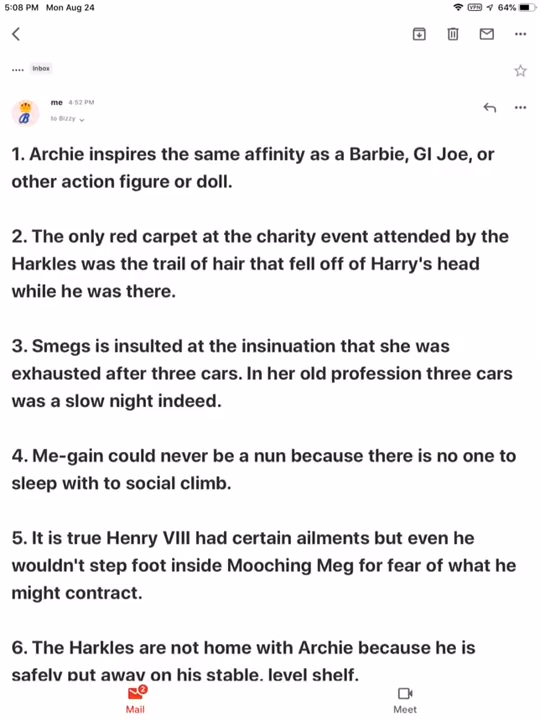 5:08 PM Mon Aug 24
VPN 64%
.... Inbox
me 4:52 PM
to Bizzy
B
1. Archie inspires the same affinity as a Barbie, GI Joe, or
other action figure or doll.
2. The only red carpet at the charity event attended by the
Harkles was the trail of hair that fell off of Harry's head
while he was there.
3. Smegs is insulted at the insinuation that she was
exhausted after three cars. In her old profession three cars
was a slow night indeed.
4. Me-gain could never be a nun because there is no one to
sleep with to social climb.
5. It is true Henry VIII had certain ailments but even he
wouldn't step foot inside Mooching Meg for fear of what he
might contract.
6. The Harkles are not home with Archie because he is
safely put away on his stable, level shelf.
2
Mail Meet